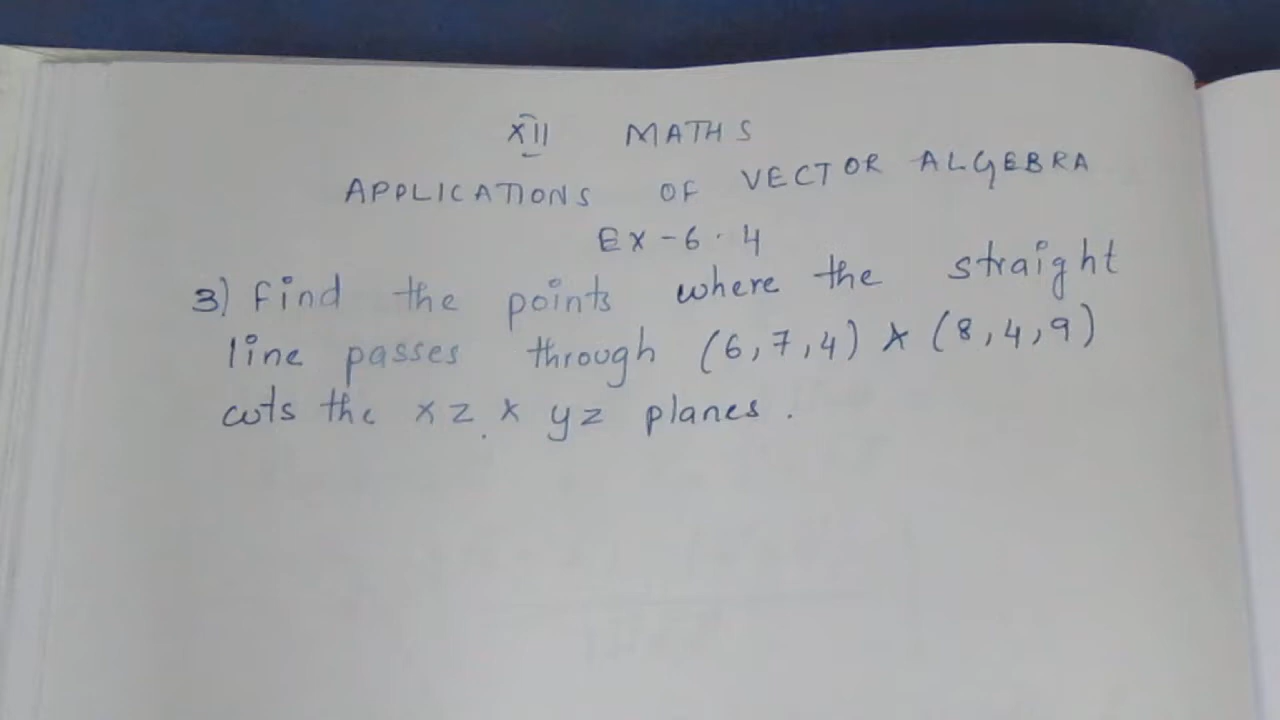 XII MATHS
APPLICATIONS OF VECTOR ALGEBRA
Ex-6.4
3) Find the points where the straight
line passes through (6,7,4) & (8,4,9)
cuts the xz & yz planes.